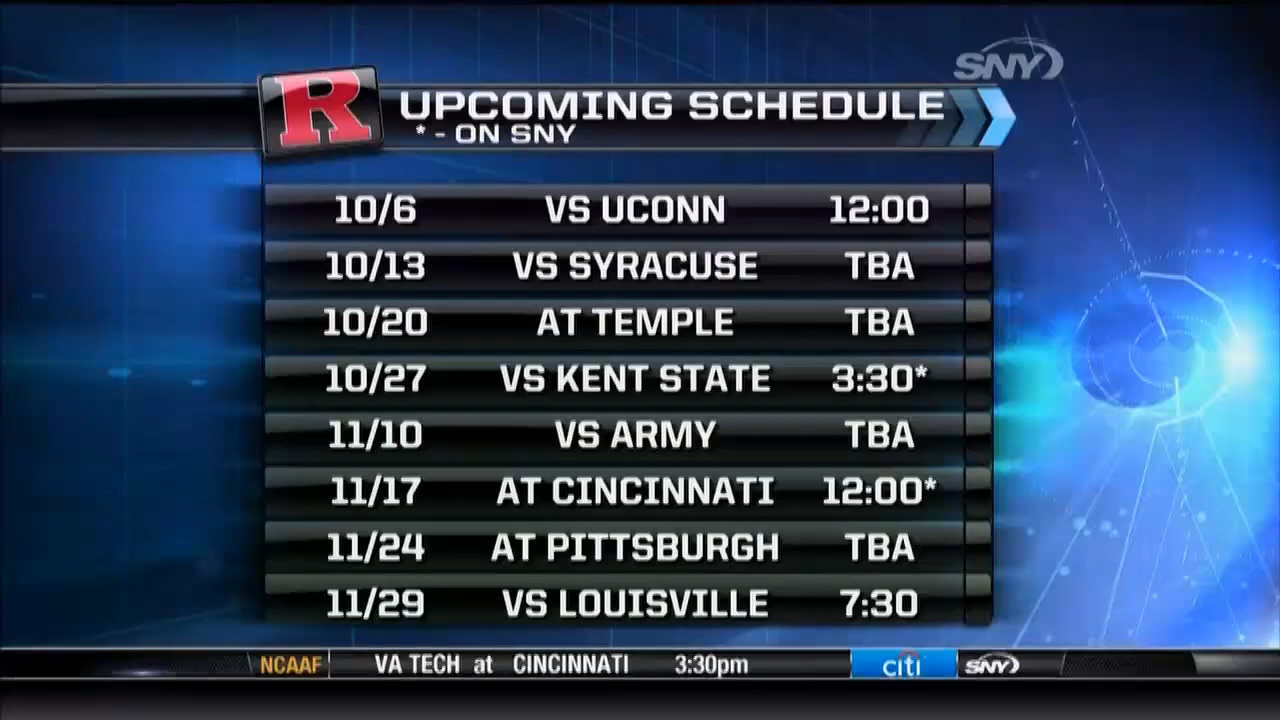 SNY
R UPCOMING SCHEDULE
* - ON SNY
10/6 VS UCONN 12:00
10/13 VS SYRACUSE TBA
10/20 AT TEMPLE TBA
10/27 VS KENT STATE 3:30*
11/10 VS ARMY TBA
11/17 AT CINCINNATI 12:00*
11/24 AT PITTSBURGH TBA
11/29 VS LOUISVILLE 7:30
NCAAF VA TECH at CINCINNATI 3:30pm citi SNY